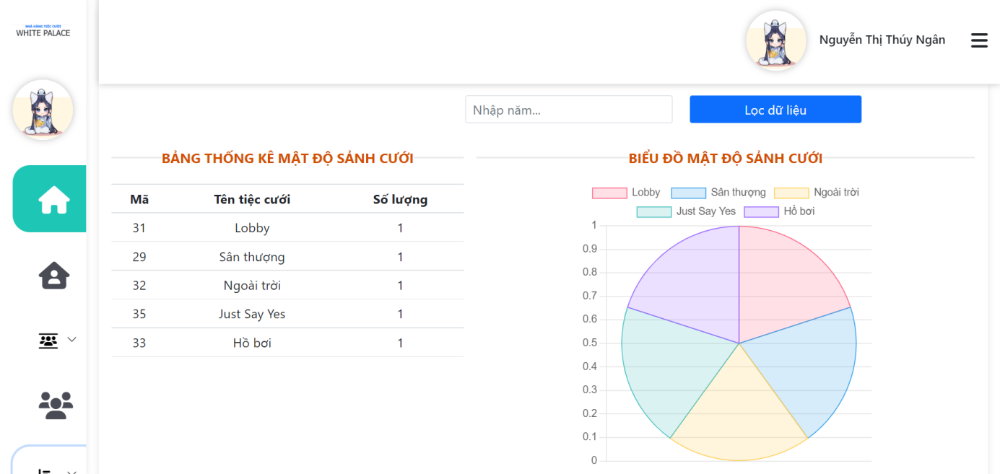 NHÀ HÀNG TIỆC CƯỚI
WHITE PALACE
Nguyễn Thị Thúy Ngân
Nhập năm...
Lọc dữ liệu
BẢNG THỐNG KÊ MẬT ĐỘ SẢNH CƯỚI
Mã Tên tiệc cưới Số lượng
31 Lobby 1
29 Sân thượng 1
32 Ngoài trời 1
35 Just Say Yes 1
33 Hồ bơi 1
BIỂU ĐỒ MẬT ĐỘ SẢNH CƯỚI
Lobby Sân thượng Ngoài trời
Just Say Yes Hồ bơi
1
0.9
0.8
0.7
0.6
0.5
0.4
0.3
0.2
0.1
0